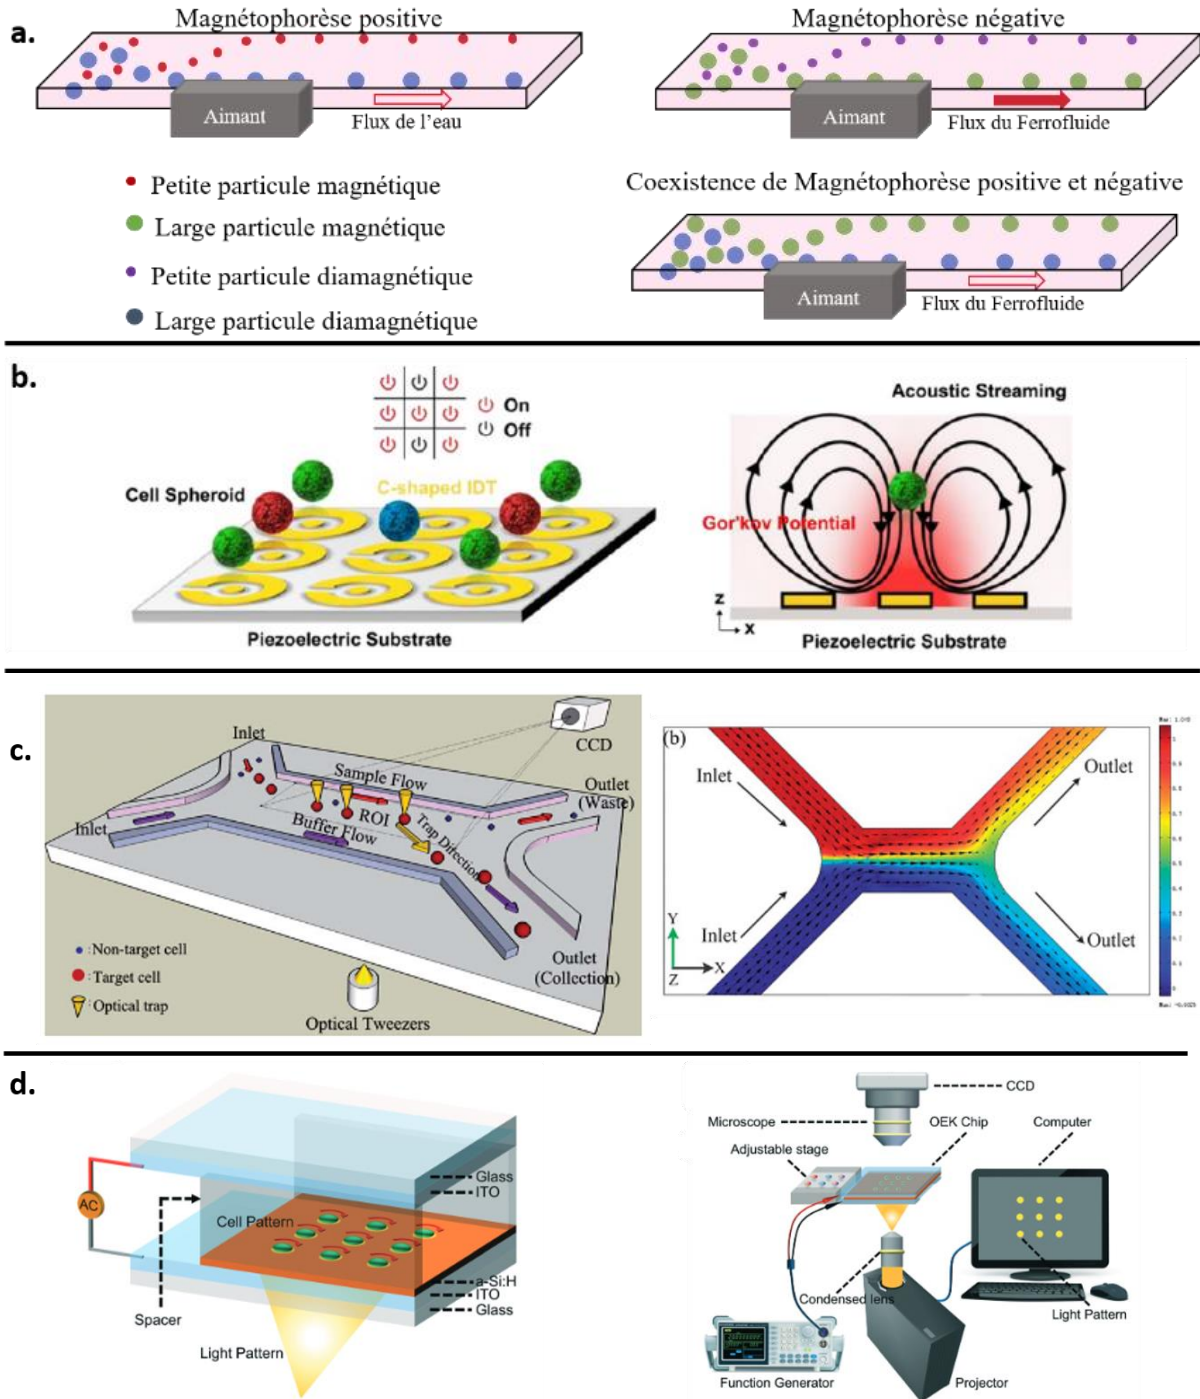 a.
Magnétophorèse positive
Aimant
Flux de l'eau
Magnétophorèse négative
Aimant
Flux du Ferrofluide
Petite particule magnétique
Large particule magnétique
Petite particule diamagnétique
Large particule diamagnétique
Coexistence de Magnétophorèse positive et négative
Aimant
Flux du Ferrofluide
b.
On
Off
Cell Spheroid
C-shaped IDT
Piezoelectric Substrate
Acoustic Streaming
Gor'kov Potential
z
x
Piezoelectric Substrate
c.
Inlet
CCD
Sample Flow
Outlet
(Waste)
ROI
Inlet
Buffer Flow
Trap Direction
Non-target cell
Target cell
Optical trap
Outlet
(Collection)
Optical Tweezers
(b)
Inlet
Outlet
Inlet
Outlet
Y
Z
X
d.
AC
Glass
ITO
Cell Pattern
a-Si:H
ITO
Glass
Spacer
Light Pattern
CCD
Microscope
OEK Chip
Computer
Adjustable stage
Condensed lens
Light Pattern
Function Generator
Projector